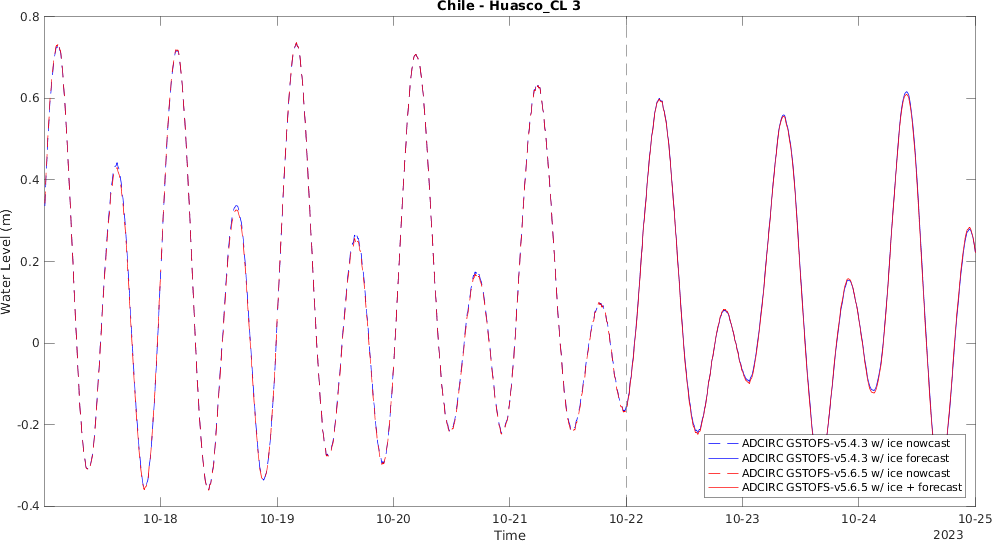 Chile - Huasco_CL 3
0.8
0.6
0.4
0.2
0
-0.2
-0.4
Water Level (m)
10-18 10-19 10-20 10-21 10-22 10-23 10-24 10-25
Time
2023
ADCIRC GSTOFS-v5.4.3 w/ ice nowcast
ADCIRC GSTOFS-v5.4.3 w/ ice forecast
ADCIRC GSTOFS-v5.6.5 w/ ice nowcast
ADCIRC GSTOFS-v5.6.5 w/ ice + forecast